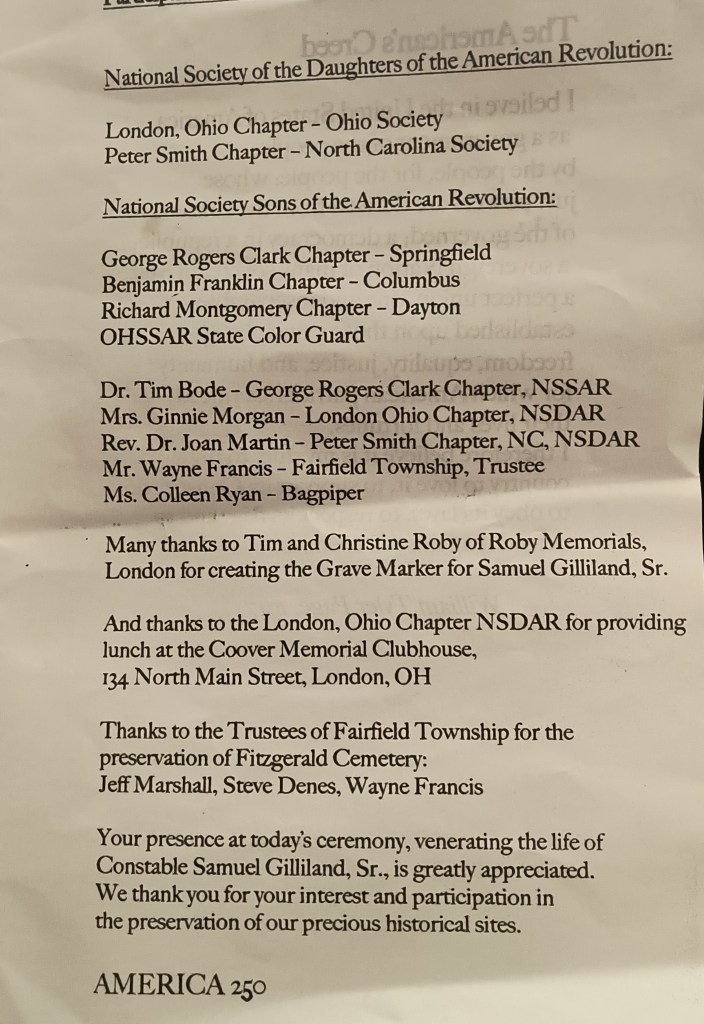 National Society of the Daughters of the American Revolution:
London, Ohio Chapter – Ohio Society
Peter Smith Chapter – North Carolina Society
National Society Sons of the American Revolution:
George Rogers Clark Chapter – Springfield
Benjamin Franklin Chapter – Columbus
Richard Montgomery Chapter – Dayton
OHSSAR State Color Guard
Dr. Tim Bode – George Rogers Clark Chapter, NSSAR
Mrs. Ginnie Morgan – London Ohio Chapter, NSDAR
Rev. Dr. Joan Martin – Peter Smith Chapter, NC, NSDAR
Mr. Wayne Francis – Fairfield Township, Trustee
Ms. Colleen Ryan – Bagpiper
Many thanks to Tim and Christine Roby of Roby Memorials,
London for creating the Grave Marker for Samuel Gilliland, Sr.
And thanks to the London, Ohio Chapter NSDAR for providing
lunch at the Coover Memorial Clubhouse,
134 North Main Street, London, OH
Thanks to the Trustees of Fairfield Township for the
preservation of Fitzgerald Cemetery:
Jeff Marshall, Steve Denes, Wayne Francis
Your presence at today's ceremony, venerating the life of
Constable Samuel Gilliland, Sr., is greatly appreciated.
We thank you for your interest and participation in
the preservation of our precious historical sites.
AMERICA 250